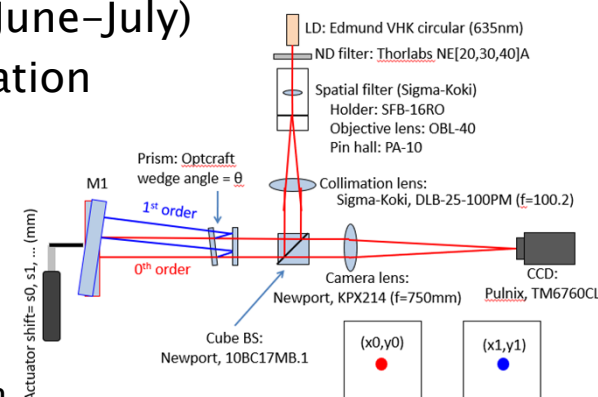 June–July)
ation
LD: Edmund VHK circular (635nm)
ND filter: Thorlabs NE[20,30,40]A
Spatial filter (Sigma-Koki)
Holder: SFB-16RO
Objective lens: OBL-40
Pin hall: PA-10
Prism: Optcraft
wedge angle = θ
M1
1st order
0th order
Collimation lens:
Sigma-Koki, DLB-25-100PM (f=100.2)
Actuator shift= s0, s1, ... (mm)
Camera lens:
Newport, KPX214 (f=750mm)
CCD:
Pulnix, TM6760CL
Cube BS:
Newport, 10BC17MB.1
(x0,y0)
(x1,y1)